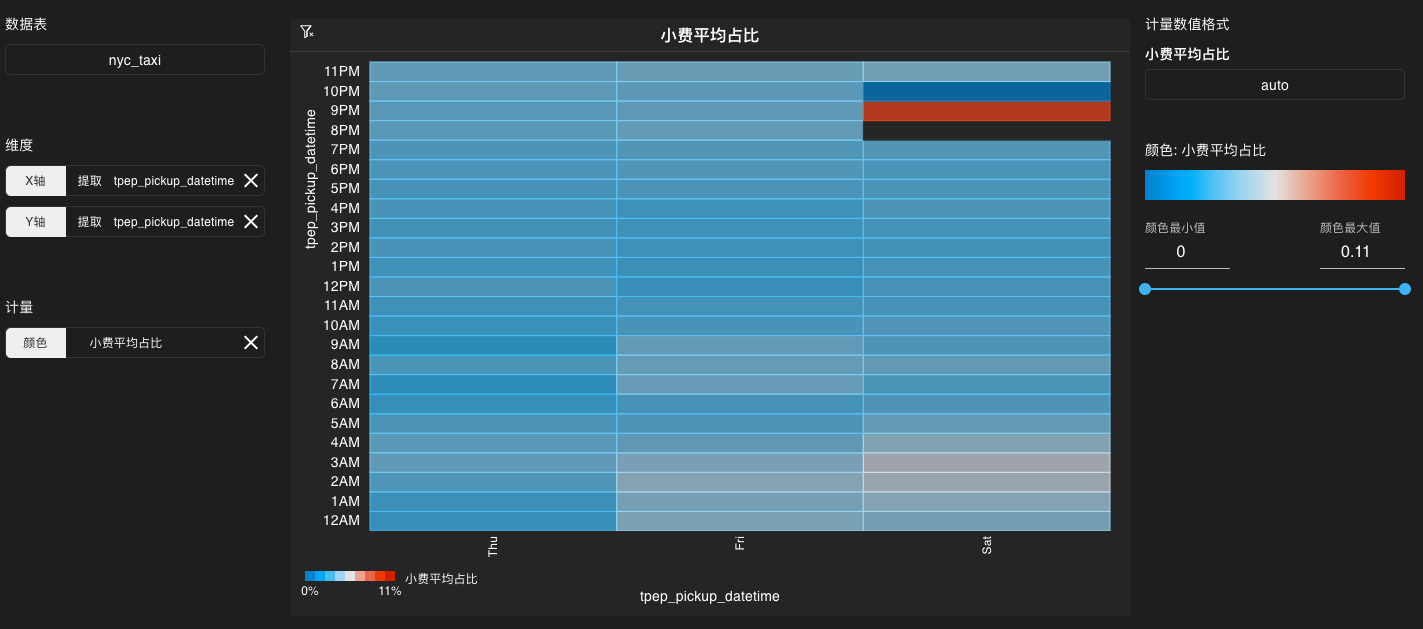 数据表
nyc_taxi
维度
X轴 提取 tpep_pickup_datetime
Y轴 提取 tpep_pickup_datetime
计量
颜色 小费平均占比
小费平均占比
tpep_pickup_datetime
11PM
10PM
9PM
8PM
7PM
6PM
5PM
4PM
3PM
2PM
1PM
12PM
11AM
10AM
9AM
8AM
7AM
6AM
5AM
4AM
3AM
2AM
1AM
12AM
Thu Fri Sat
小费平均占比
0% 11%
tpep_pickup_datetime
计量数值格式
小费平均占比
auto
颜色: 小费平均占比
颜色最小值 颜色最大值
0 0.11